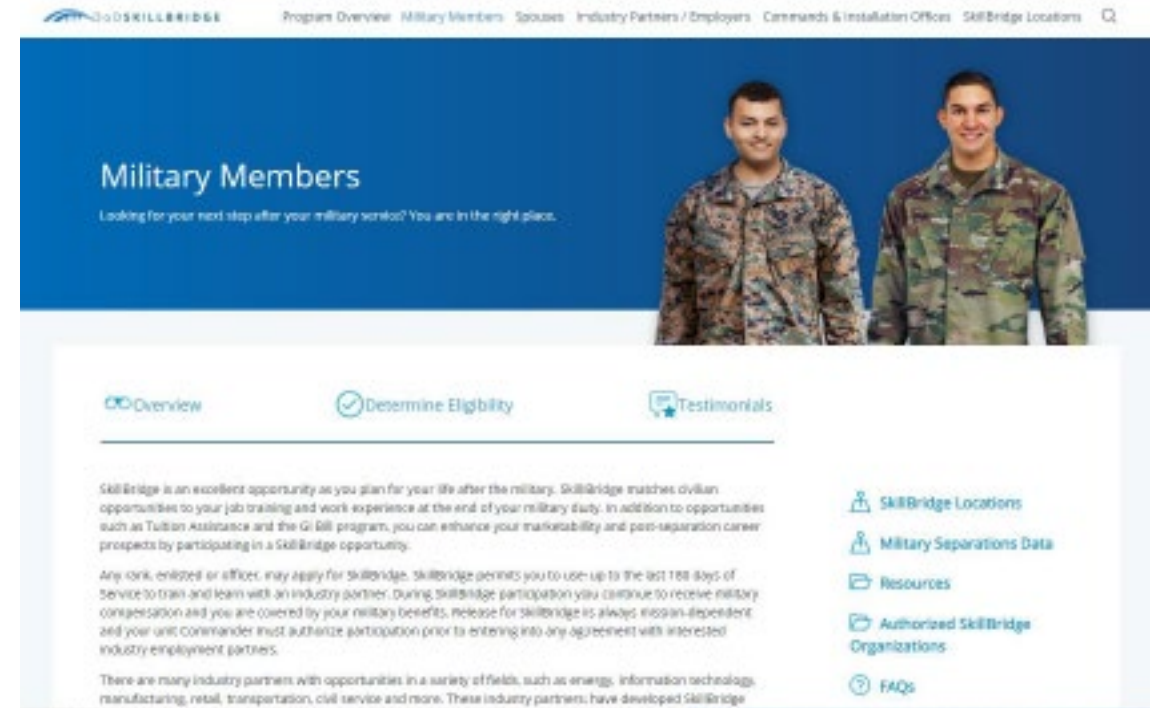 DoDSKILLBRIDGE
Program Overview Military Members Spouses Industry Partners / Employers Commands & Installation Offices SkillBridge Locations
Military Members
Looking for your next step after your military service? You are in the right place.
Overview Determine Eligibility Testimonials
SkillBridge is an excellent opportunity as you plan for your life after the military. SkillBridge matches civilian
opportunities to your job training and work experience at the end of your military duty. In addition to opportunities
such as Tuition Assistance and the GI Bill program, you can enhance your marketability and post-separation career
prospects by participating in a SkillBridge opportunity.
Any rank, enlisted or officer, may apply for SkillBridge. SkillBridge permits you to use up to the last 180 days of
Service to train and learn with an industry partner. During SkillBridge participation you continue to receive military
compensation and you are covered by your military benefits. Release for SkillBridge is always mission-dependent
and your unit Commander must authorize participation prior to entering into any agreement with interested
industry employment partners.
There are many industry partners with opportunities in a variety of fields, such as energy, information technology,
manufacturing, retail, transportation, civil service and more. These industry partners, have developed SkillBridge
SkillBridge Locations
Military Separations Data
Resources
Authorized SkillBridge
Organizations
FAQs